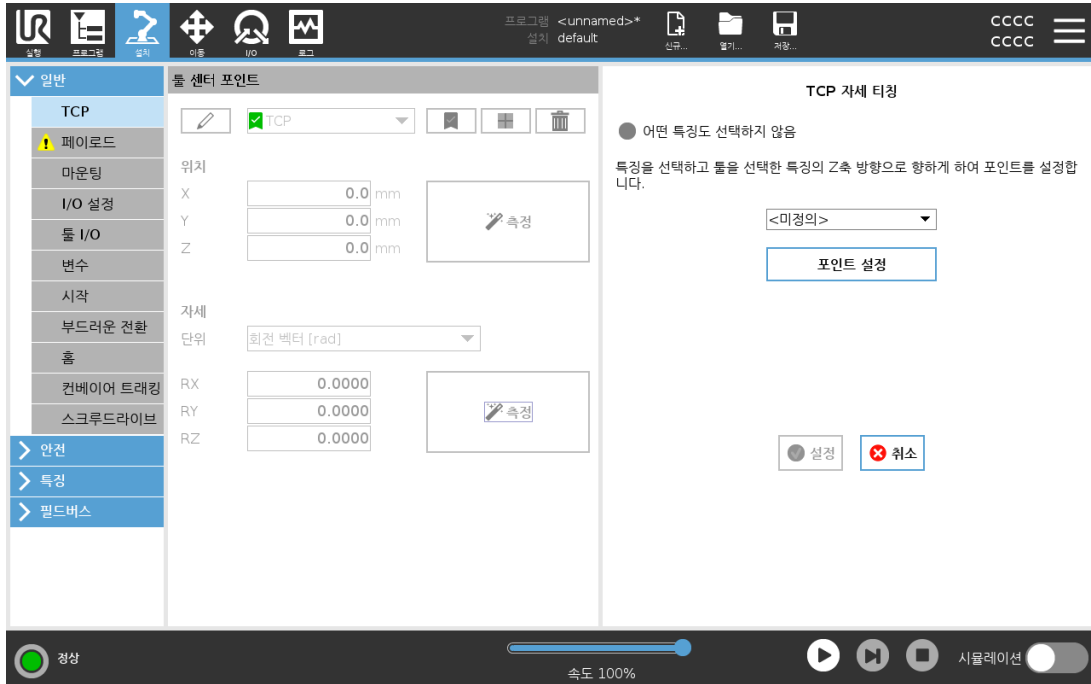 프로그램 <unnamed>*
설치 default
cccc
cccc
실행
프로그램
설치
이동
I/O
로그
신규...
열기...
저장...
일반
TCP
페이로드
마운팅
I/O 설정
툴 I/O
변수
시작
부드러운 전환
홈
컨베이어 트래킹
스크루드라이브
안전
특징
필드버스
툴 센터 포인트
TCP
위치
X 0.0 mm
Y 0.0 mm
Z 0.0 mm
측정
자세
단위 회전 벡터 [rad]
RX 0.0000
RY 0.0000
RZ 0.0000
측정
TCP 자세 티칭
어떤 특징도 선택하지 않음
특징을 선택하고 툴을 선택한 특징의 Z축 방향으로 향하게 하여 포인트를 설정합
니다.
<미정의>
포인트 설정
설정
취소
정상
속도 100%
시뮬레이션